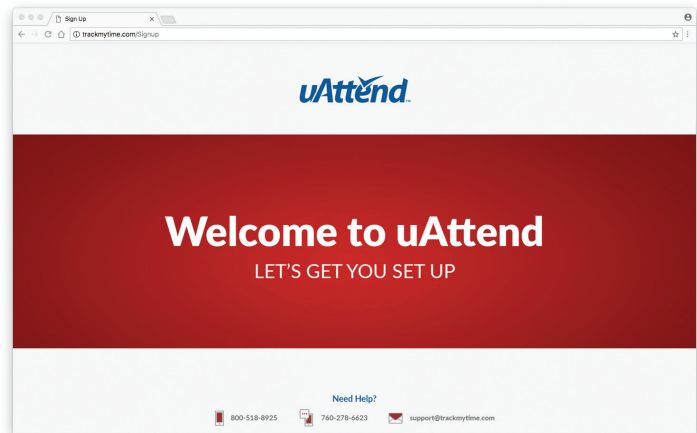 Sign Up
trackmytime.com/Signup
uAttend™
Welcome to uAttend
LET'S GET YOU SET UP
Need Help?
800-518-8925 760-278-6623 support@trackmytime.com